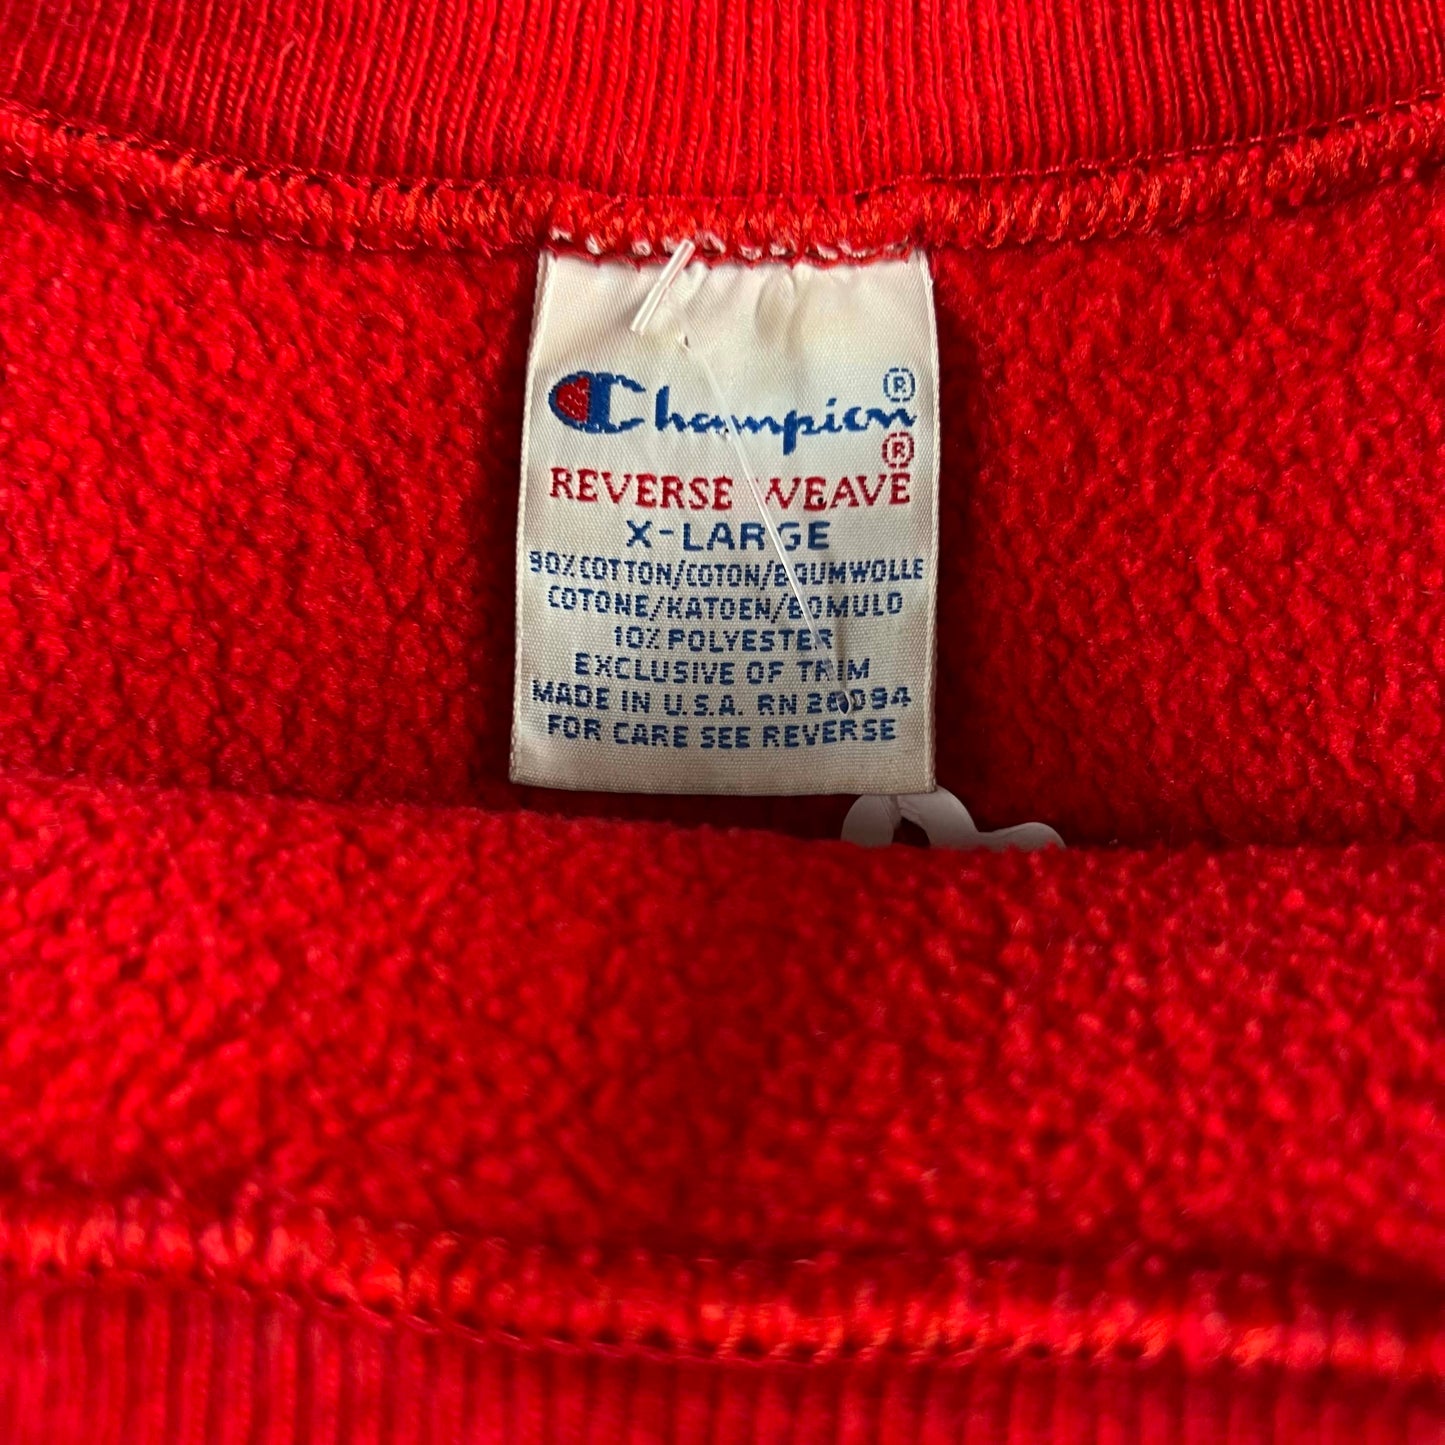 Champion®
REVERSE WEAVE®
X-LARGE
90% COTTON/COTON/BAUMWOLLE
COTONE/KATOEN/BOMULD
10% POLYESTER
EXCLUSIVE OF TRIM
MADE IN U.S.A. RN 26094
FOR CARE SEE REVERSE